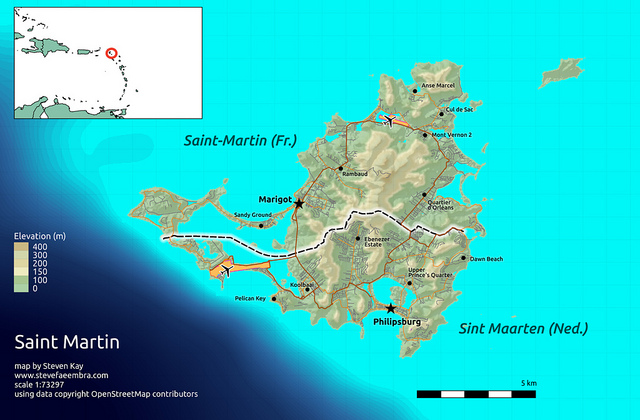 Anse Marcel
Cul de Sac
Mont Vernon 2
Saint-Martin (Fr.)
Rambaud
Marigot
Quartier
d'Orléans
Sandy Ground
Elevation (m)
400
300
200
150
100
0
Ebenezer
Estate
Dawn Beach
Upper
Prince's Quarter
Koolbaai
Pelican Key
Philipsburg
Sint Maarten (Ned.)
Saint Martin
map by Steven Kay
www.stevefaeembra.com
scale 1:73297
using data copyright OpenStreetMap contributors
5 km